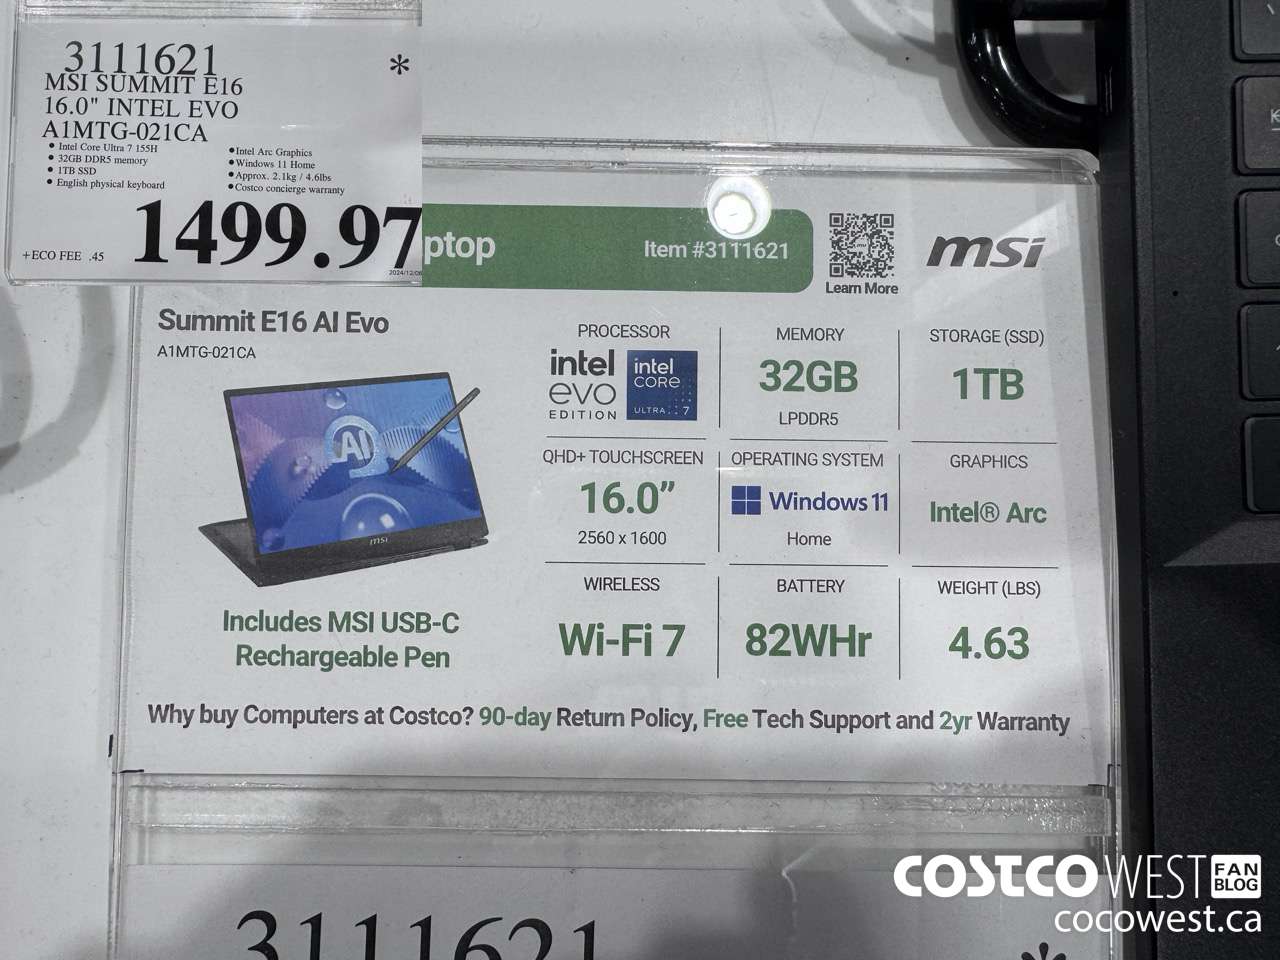 3111621
*
MSI SUMMIT E16
16.0" INTEL EVO
A1MTG-021CA
• Intel Core Ultra 7 155H
• 32GB DDR5 memory
• 1TB SSD
• English physical keyboard
• Intel Arc Graphics
• Windows 11 Home
• Approx. 2.1kg / 4.6lbs
• Costco concierge warranty
+ECO FEE .45
1499.97
ptop
Item #3111621
Learn More
msi
Summit E16 AI Evo
A1MTG-021CA
AI
msi
Includes MSI USB-C
Rechargeable Pen
PROCESSOR
intel
evo
EDITION
intel
CORE
ULTRA 7
MEMORY
32GB
LPDDR5
STORAGE (SSD)
1TB
QHD+ TOUCHSCREEN
16.0”
2560 x 1600
OPERATING SYSTEM
Windows 11
Home
GRAPHICS
Intel® Arc
WIRELESS
Wi-Fi 7
BATTERY
82WHr
WEIGHT (LBS)
4.63
Why buy Computers at Costco? 90-day Return Policy, Free Tech Support and 2yr Warranty
3111621
*
COSTCO WEST FAN BLOG
cocowest.ca